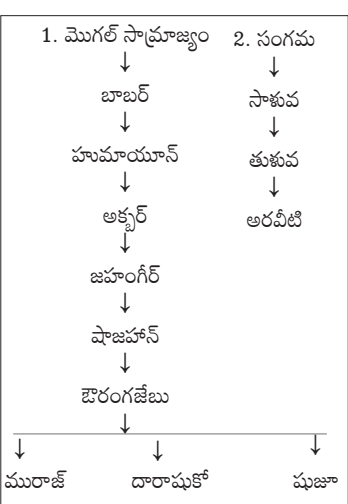 1. మొగల్ సామ్రాజ్యం 2. సంగమ
↓ ↓
బాబర్ సాళువ
↓ ↓
హుమాయూన్ తుళువ
↓ ↓
అక్బర్ అరవీటి
↓
జహంగీర్
↓
షాజహాన్
↓
ఔరంగజేబు
↓
↓ ↓ ↓
మురాజ్ దారాషుకో షుజూ